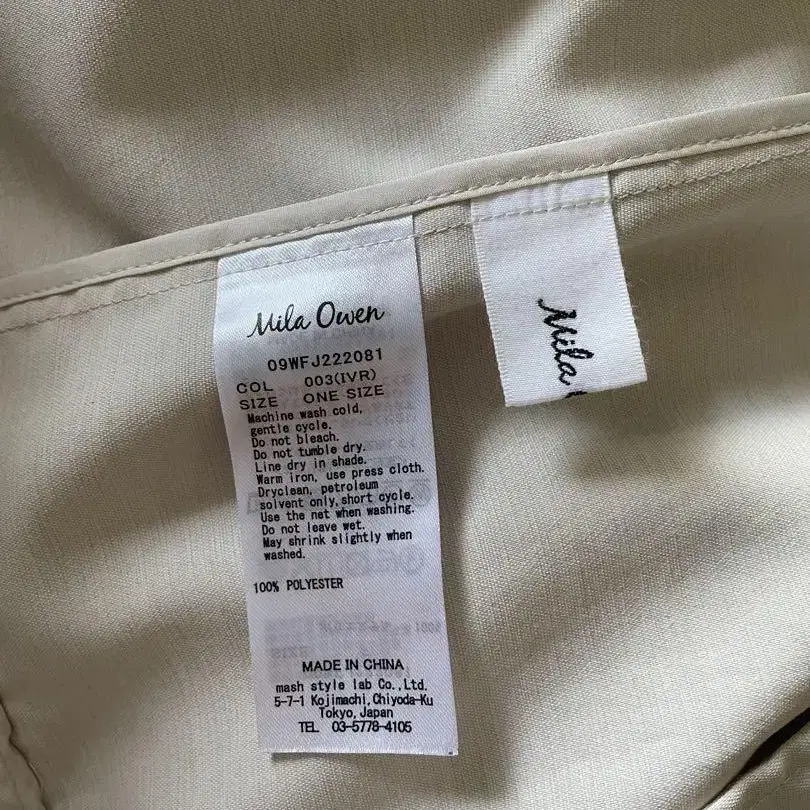 Mila Owen
09WFJ222081
COL 003(IVR)
SIZE ONE SIZE
Machine wash cold,
gentle cycle.
Do not bleach.
Do not tumble dry.
Line dry in shade.
Warm iron, use press cloth.
Dryclean, petroleum
solvent only,short cycle.
Use the net when washing.
Do not leave wet.
May shrink slightly when
washed.
100% POLYESTER
MADE IN CHINA
mash style lab Co.,Ltd.
5-7-1 Kojimachi,Chiyoda-Ku
Tokyo,Japan
TEL 03-5778-4105
Mila